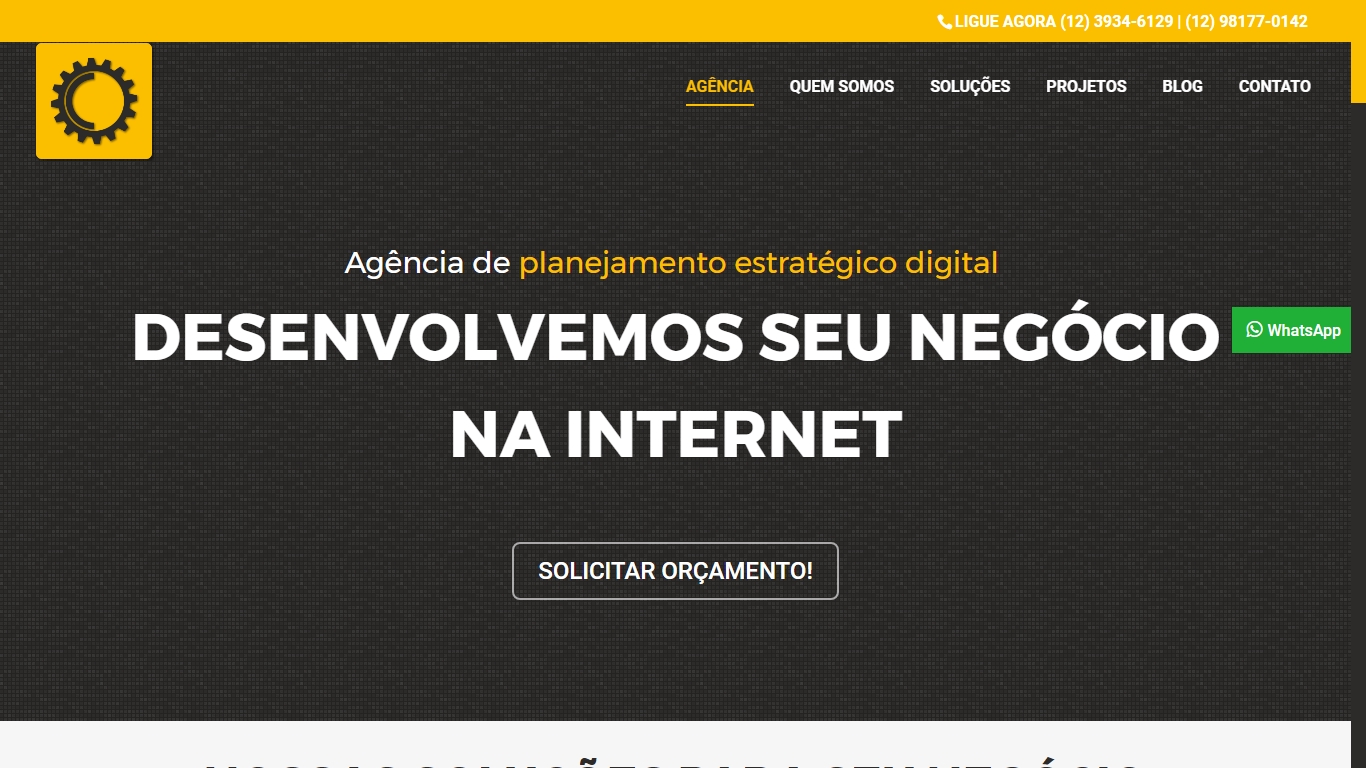 LIGUE AGORA (12) 3934-6129 | (12) 98177-0142
AGÊNCIA QUEM SOMOS SOLUÇÕES PROJETOS BLOG CONTATO
Agência de planejamento estratégico digital
DESENVOLVEMOS SEU NEGÓCIO
NA INTERNET
WhatsApp
SOLICITAR ORÇAMENTO!